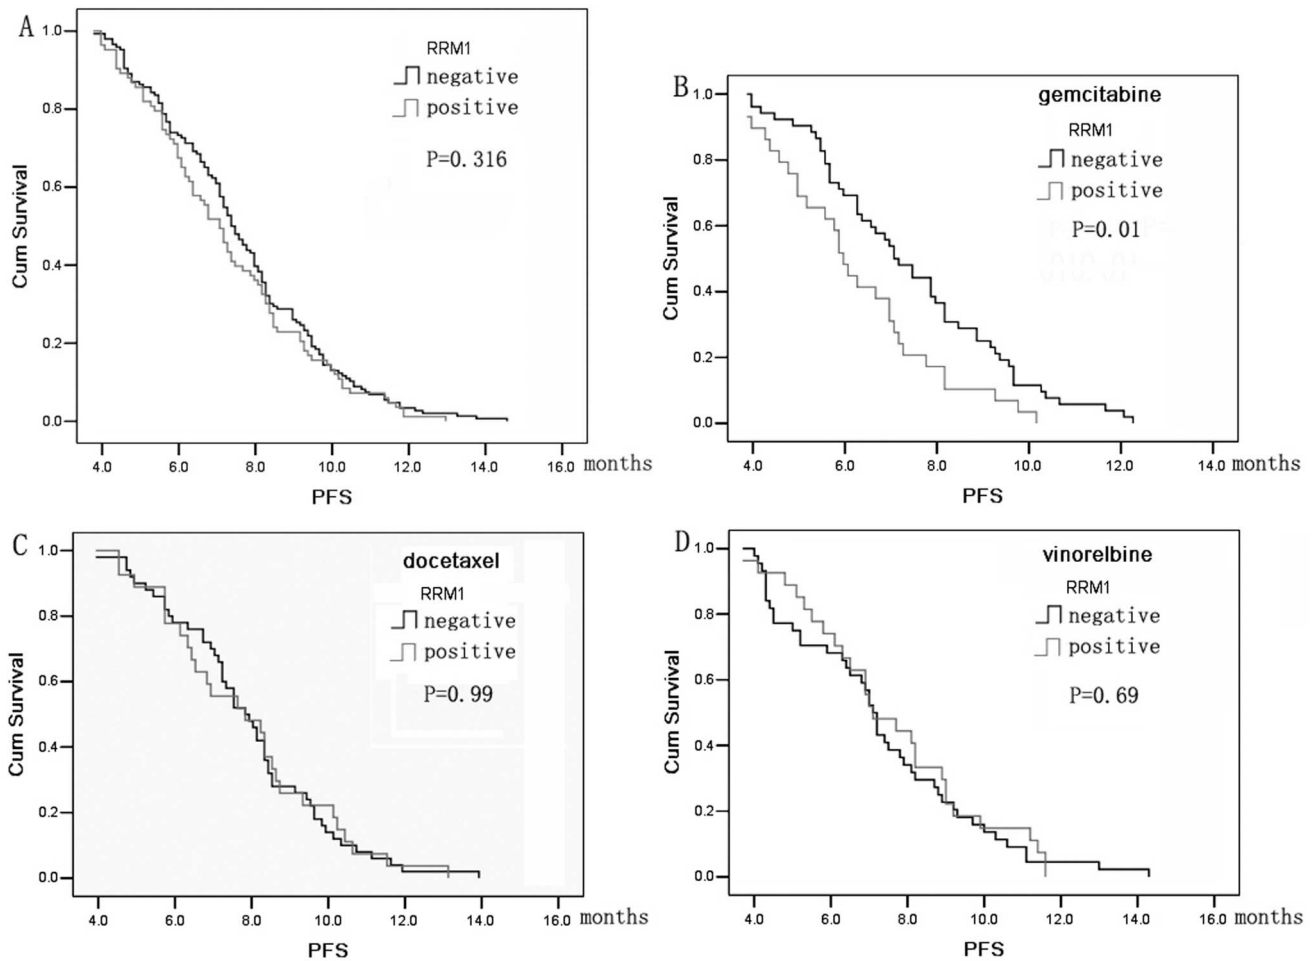 A
RRM1
negative
positive
P=0.316
Cum Survival
1.0
0.8
0.6
0.4
0.2
0.0
4.0 6.0 8.0 10.0 12.0 14.0 16.0 months
PFS
B
gemcitabine
RRM1
negative
positive
P=0.01
Cum Survival
1.0
0.8
0.6
0.4
0.2
0.0
4.0 6.0 8.0 10.0 12.0 14.0 months
PFS
C
docetaxel
RRM1
negative
positive
P=0.99
Cum Survival
1.0
0.8
0.6
0.4
0.2
0.0
4.0 6.0 8.0 10.0 12.0 14.0 16.0 months
PFS
D
vinorelbine
RRM1
negative
positive
P=0.69
Cum Survival
1.0
0.8
0.6
0.4
0.2
0.0
4.0 6.0 8.0 10.0 12.0 14.0 16.0 months
PFS